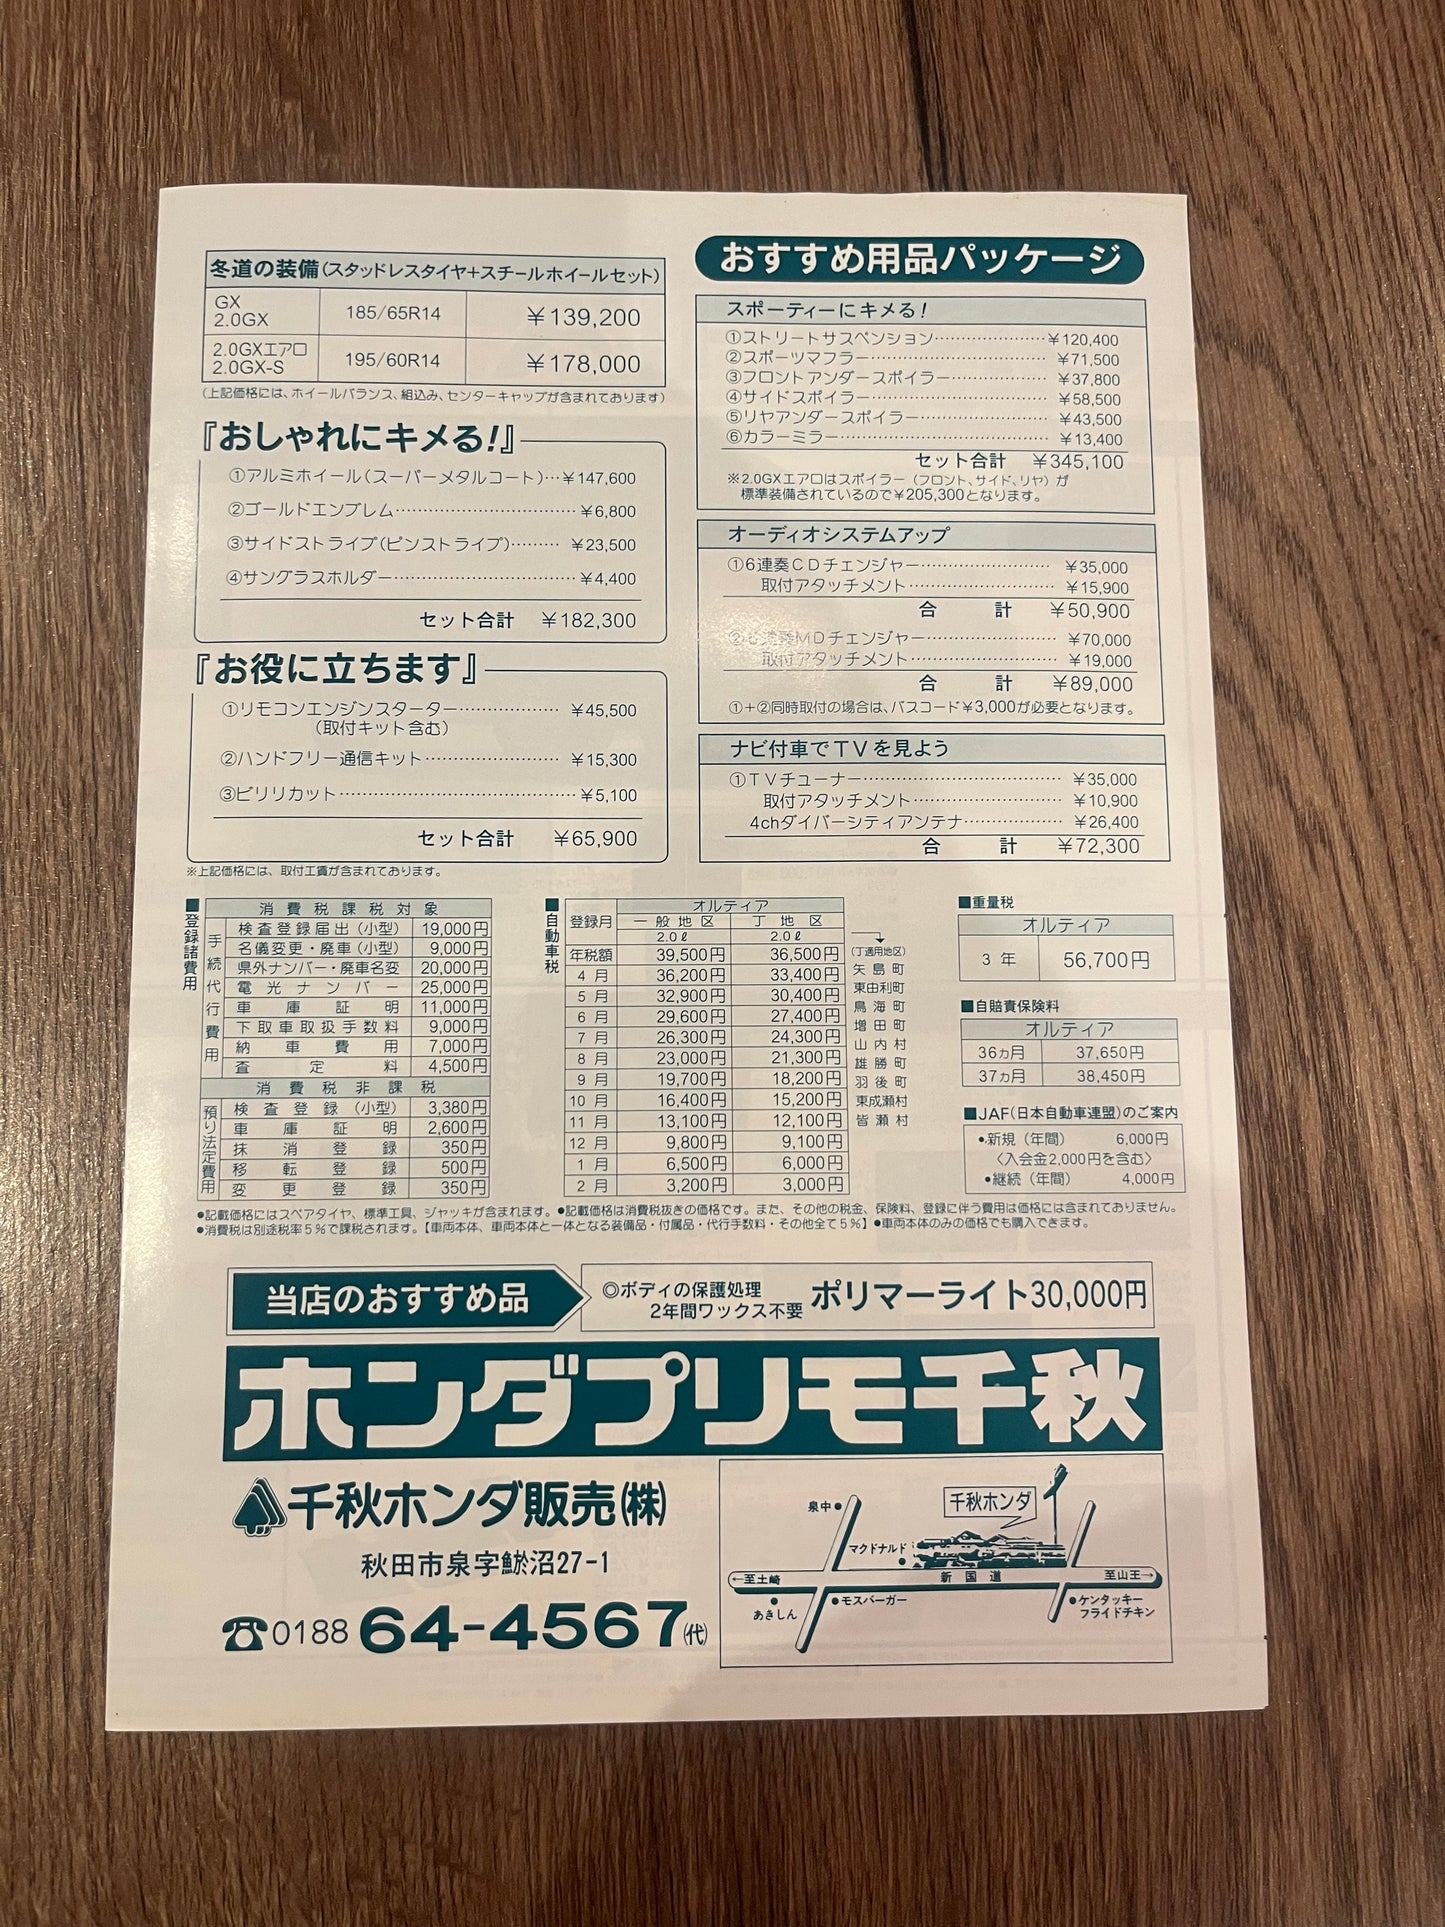 冬道の装備(スタッドレスタイヤ+スチールホイールセット)
GX
2.0GX
185/65R14
¥139,200
2.0GXエアロ
2.0GX-S
195/60R14
¥178,000
(上記価格には、ホイールバランス、組込み、センターキャップが含まれております)
『おしゃれにキメる!』
①アルミホイール(スーパーメタルコート)…¥147,600
②ゴールドエンブレム……¥6,800
③サイドストライプ(ピンストライプ)……¥23,500
④サングラスホルダー……¥4,400
セット合計 ¥182,300
『お役に立ちます』
①リモコンエンジンスターター……¥45,500
(取付キット含む)
②ハンドフリー通信キット……¥15,300
③ビリリカット……¥5,100
セット合計 ¥65,900
※上記価格には、取付工賃が含まれております。
おすすめ用品パッケージ
スポーティーにキメる!
①ストリートサスペンション……¥120,400
②スポーツマフラー……¥71,500
③フロントアンダースポイラー……¥37,800
④サイドスポイラー……¥58,500
⑤リヤアンダースポイラー……¥43,500
⑥カラーミラー……¥13,400
セット合計 ¥345,100
※2.0GXエアロはスポイラー(フロント、サイド、リヤ)が
標準装備されているので¥205,300となります。
オーディオシステムアップ
①6連奏CDチェンジャー……¥35,000
取付アタッチメント……¥15,900
合計 ¥50,900
連奏MDチェンジャー……¥70,000
取付アタッチメント……¥19,000
合計 ¥89,000
①+②同時取付の場合は、バスコード¥3,000が必要となります。
ナビ付車でTVを見よう
①TVチューナー……¥35,000
取付アタッチメント……¥10,900
4chダイバーシティアンテナ……¥26,400
合計 ¥72,300
■登録諸費用
消費税課税対象
手続代行費用
検査登録届出(小型) 19,000円
名儀変更・廃車(小型) 9,000円
県外ナンバー・廃車名変 20,000円
電光ナンバー 25,000円
車庫証明 11,000円
下取車取扱手数料 9,000円
納車費用 7,000円
査定料 4,500円
消費税非課税
預り法定費用
検査登録(小型) 3,380円
車庫証明 2,600円
抹消登録 350円
移転登録 500円
変更登録 350円
■自動車税
登録月 オルティア
一般地区 丁地区
2.0ℓ 2.0ℓ
年税額 39,500円 36,500円
4月 36,200円 33,400円
5月 32,900円 30,400円
6月 29,600円 27,400円
7月 26,300円 24,300円
8月 23,000円 21,300円
9月 19,700円 18,200円
10月 16,400円 15,200円
11月 13,100円 12,100円
12月 9,800円 9,100円
1月 6,500円 6,000円
2月 3,200円 3,000円
(丁適用地区)
矢島町
東由利町
鳥海町
増田町
山内村
雄勝町
羽後町
東成瀬村
皆瀬村
■重量税
オルティア
3年 56,700円
■自賠責保険料
オルティア
36ヵ月 37,650円
37ヵ月 38,450円
■JAF(日本自動車連盟)のご案内
●新規(年間) 6,000円
〈入会金2,000円を含む〉
●継続(年間) 4,000円
●記載価格にはスペアタイヤ、標準工具、ジャッキが含まれます。●記載価格は消費税抜きの価格です。また、その他の税金、保険料、登録に伴う費用は価格には含まれておりません。
●消費税は別途税率5%で課税されます。【車両本体、車両本体と一体となる装備品・付属品・代行手数料・その他全て5%】●車両本体のみの価格でも購入できます。
当店のおすすめ品
◎ボディの保護処理
2年間ワックス不要
ポリマーライト30,000円
ホンダプリモ千秋
千秋ホンダ販売(株)
秋田市泉字鯲沼27-1
☎0188 64-4567(代)
泉中●
千秋ホンダ
マクドナルド
←至土崎
新国道
至山王→
あきしん
●モスバーガー
●ケンタッキー
フライドチキン